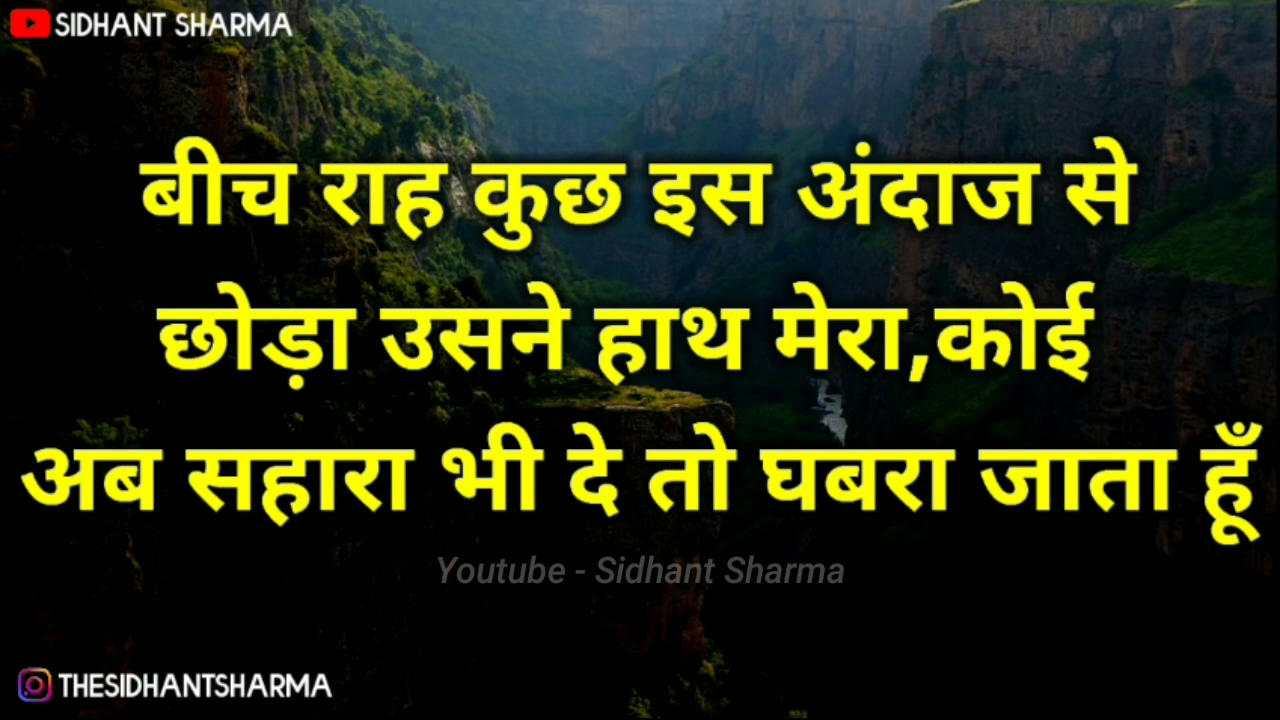 SIDHANT SHARMA
बीच राह कुछ इस अंदाज से
छोड़ा उसने हाथ मेरा,कोई
अब सहारा भी दे तो घबरा जाता हूँ
Youtube - Sidhant Sharma
THESIDHANTSHARMA